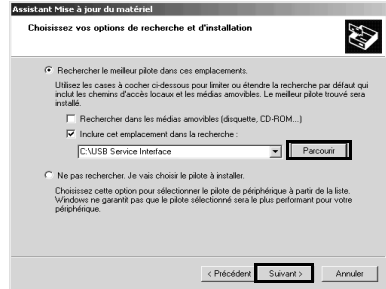 Assistant Mise à jour du matériel
Choisissez vos options de recherche et d'installation
Rechercher le meilleur pilote dans ces emplacements.
Utilisez les cases à cocher ci-dessous pour limiter ou étendre la recherche par défaut qui
inclut les chemins d'accès locaux et les médias amovibles. Le meilleur pilote trouvé sera
installé.
Rechercher dans les médias amovibles (disquette, CD-ROM...)
Inclure cet emplacement dans la recherche :
C:\USB Service Interface
Parcourir
Ne pas rechercher. Je vais choisir le pilote à installer.
Choisissez cette option pour sélectionner le pilote de périphérique à partir de la liste.
Windows ne garantit pas que le pilote sélectionné sera le plus performant pour votre
périphérique.
< Précédent
Suivant >
Annuler